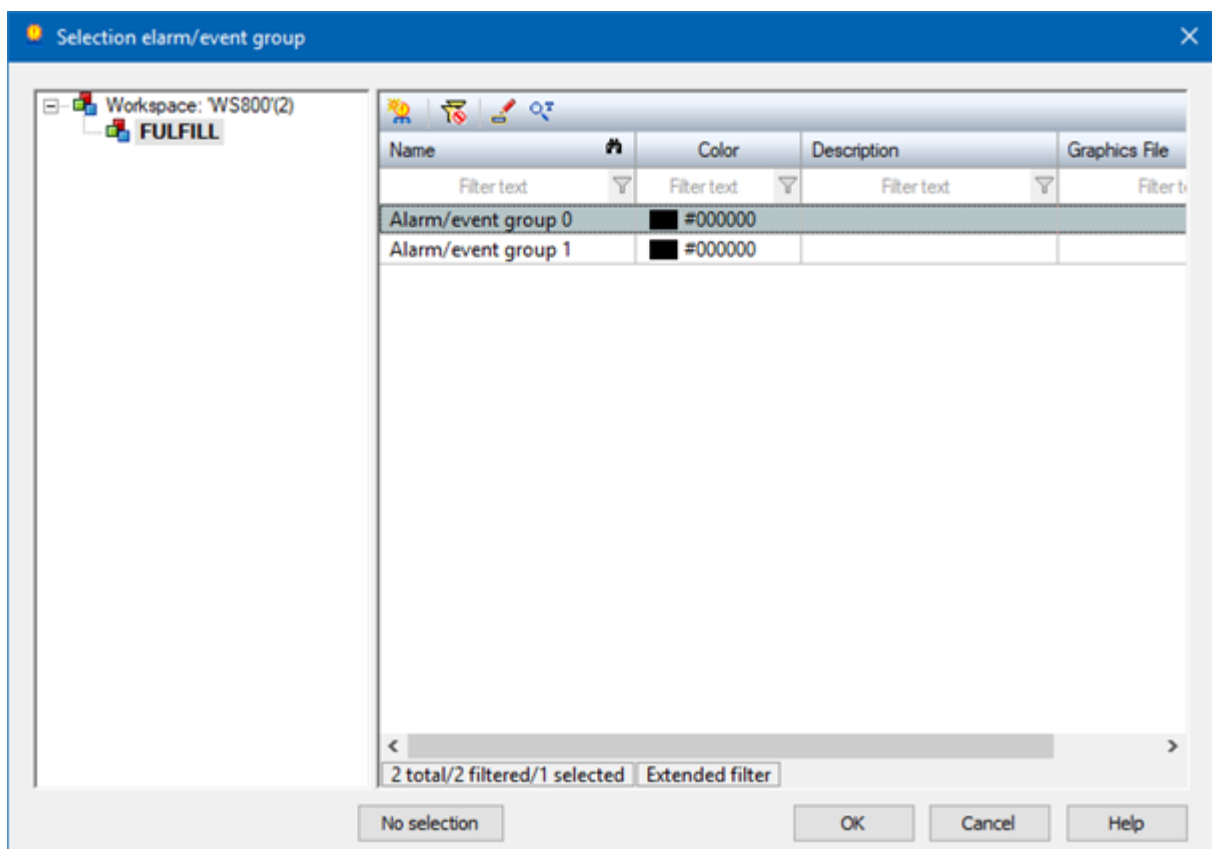 Selection elarm/event group
Workspace: 'WS800'(2)
FULFILL
Name Color Description Graphics File
Filter text Filter text Filter text Filter t
Alarm/event group 0 #000000
Alarm/event group 1 #000000
2 total/2 filtered/1 selected Extended filter
No selection OK Cancel Help